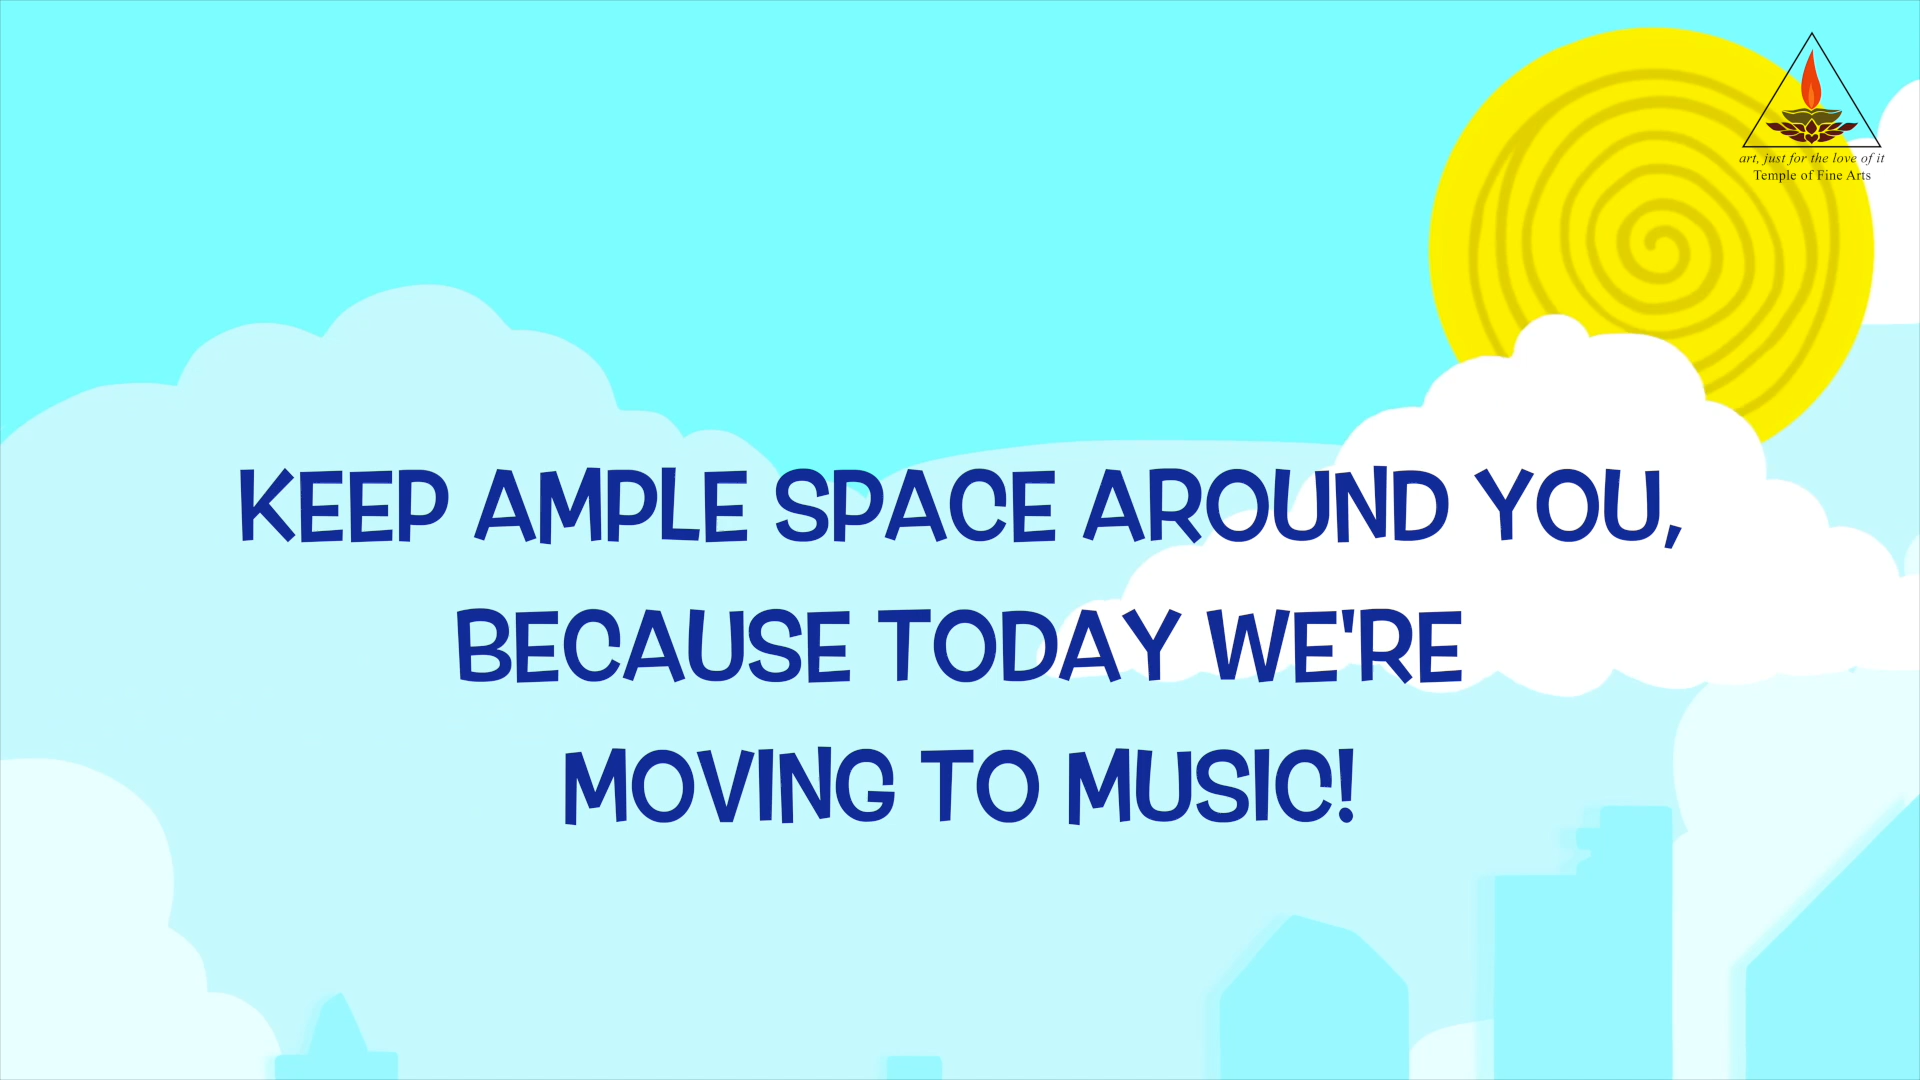 art, just for the love of it
Temple of Fine Arts
KEEP AMPLE SPACE AROUND YOU,
BECAUSE TODAY WE'RE
MOVING TO MUSIC!